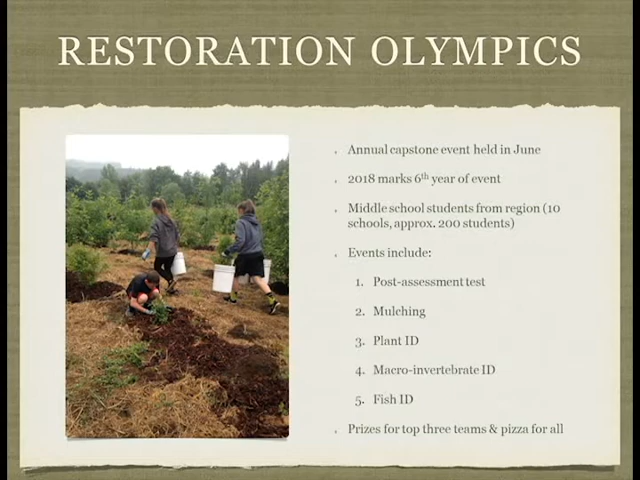 RESTORATION OLYMPICS
Annual capstone event held in June
2018 marks 6th year of event
Middle school students from region (10
schools, approx. 200 students)
Events include:
1. Post-assessment test
2. Mulching
3. Plant ID
4. Macro-invertebrate ID
5. Fish ID
Prizes for top three teams & pizza for all